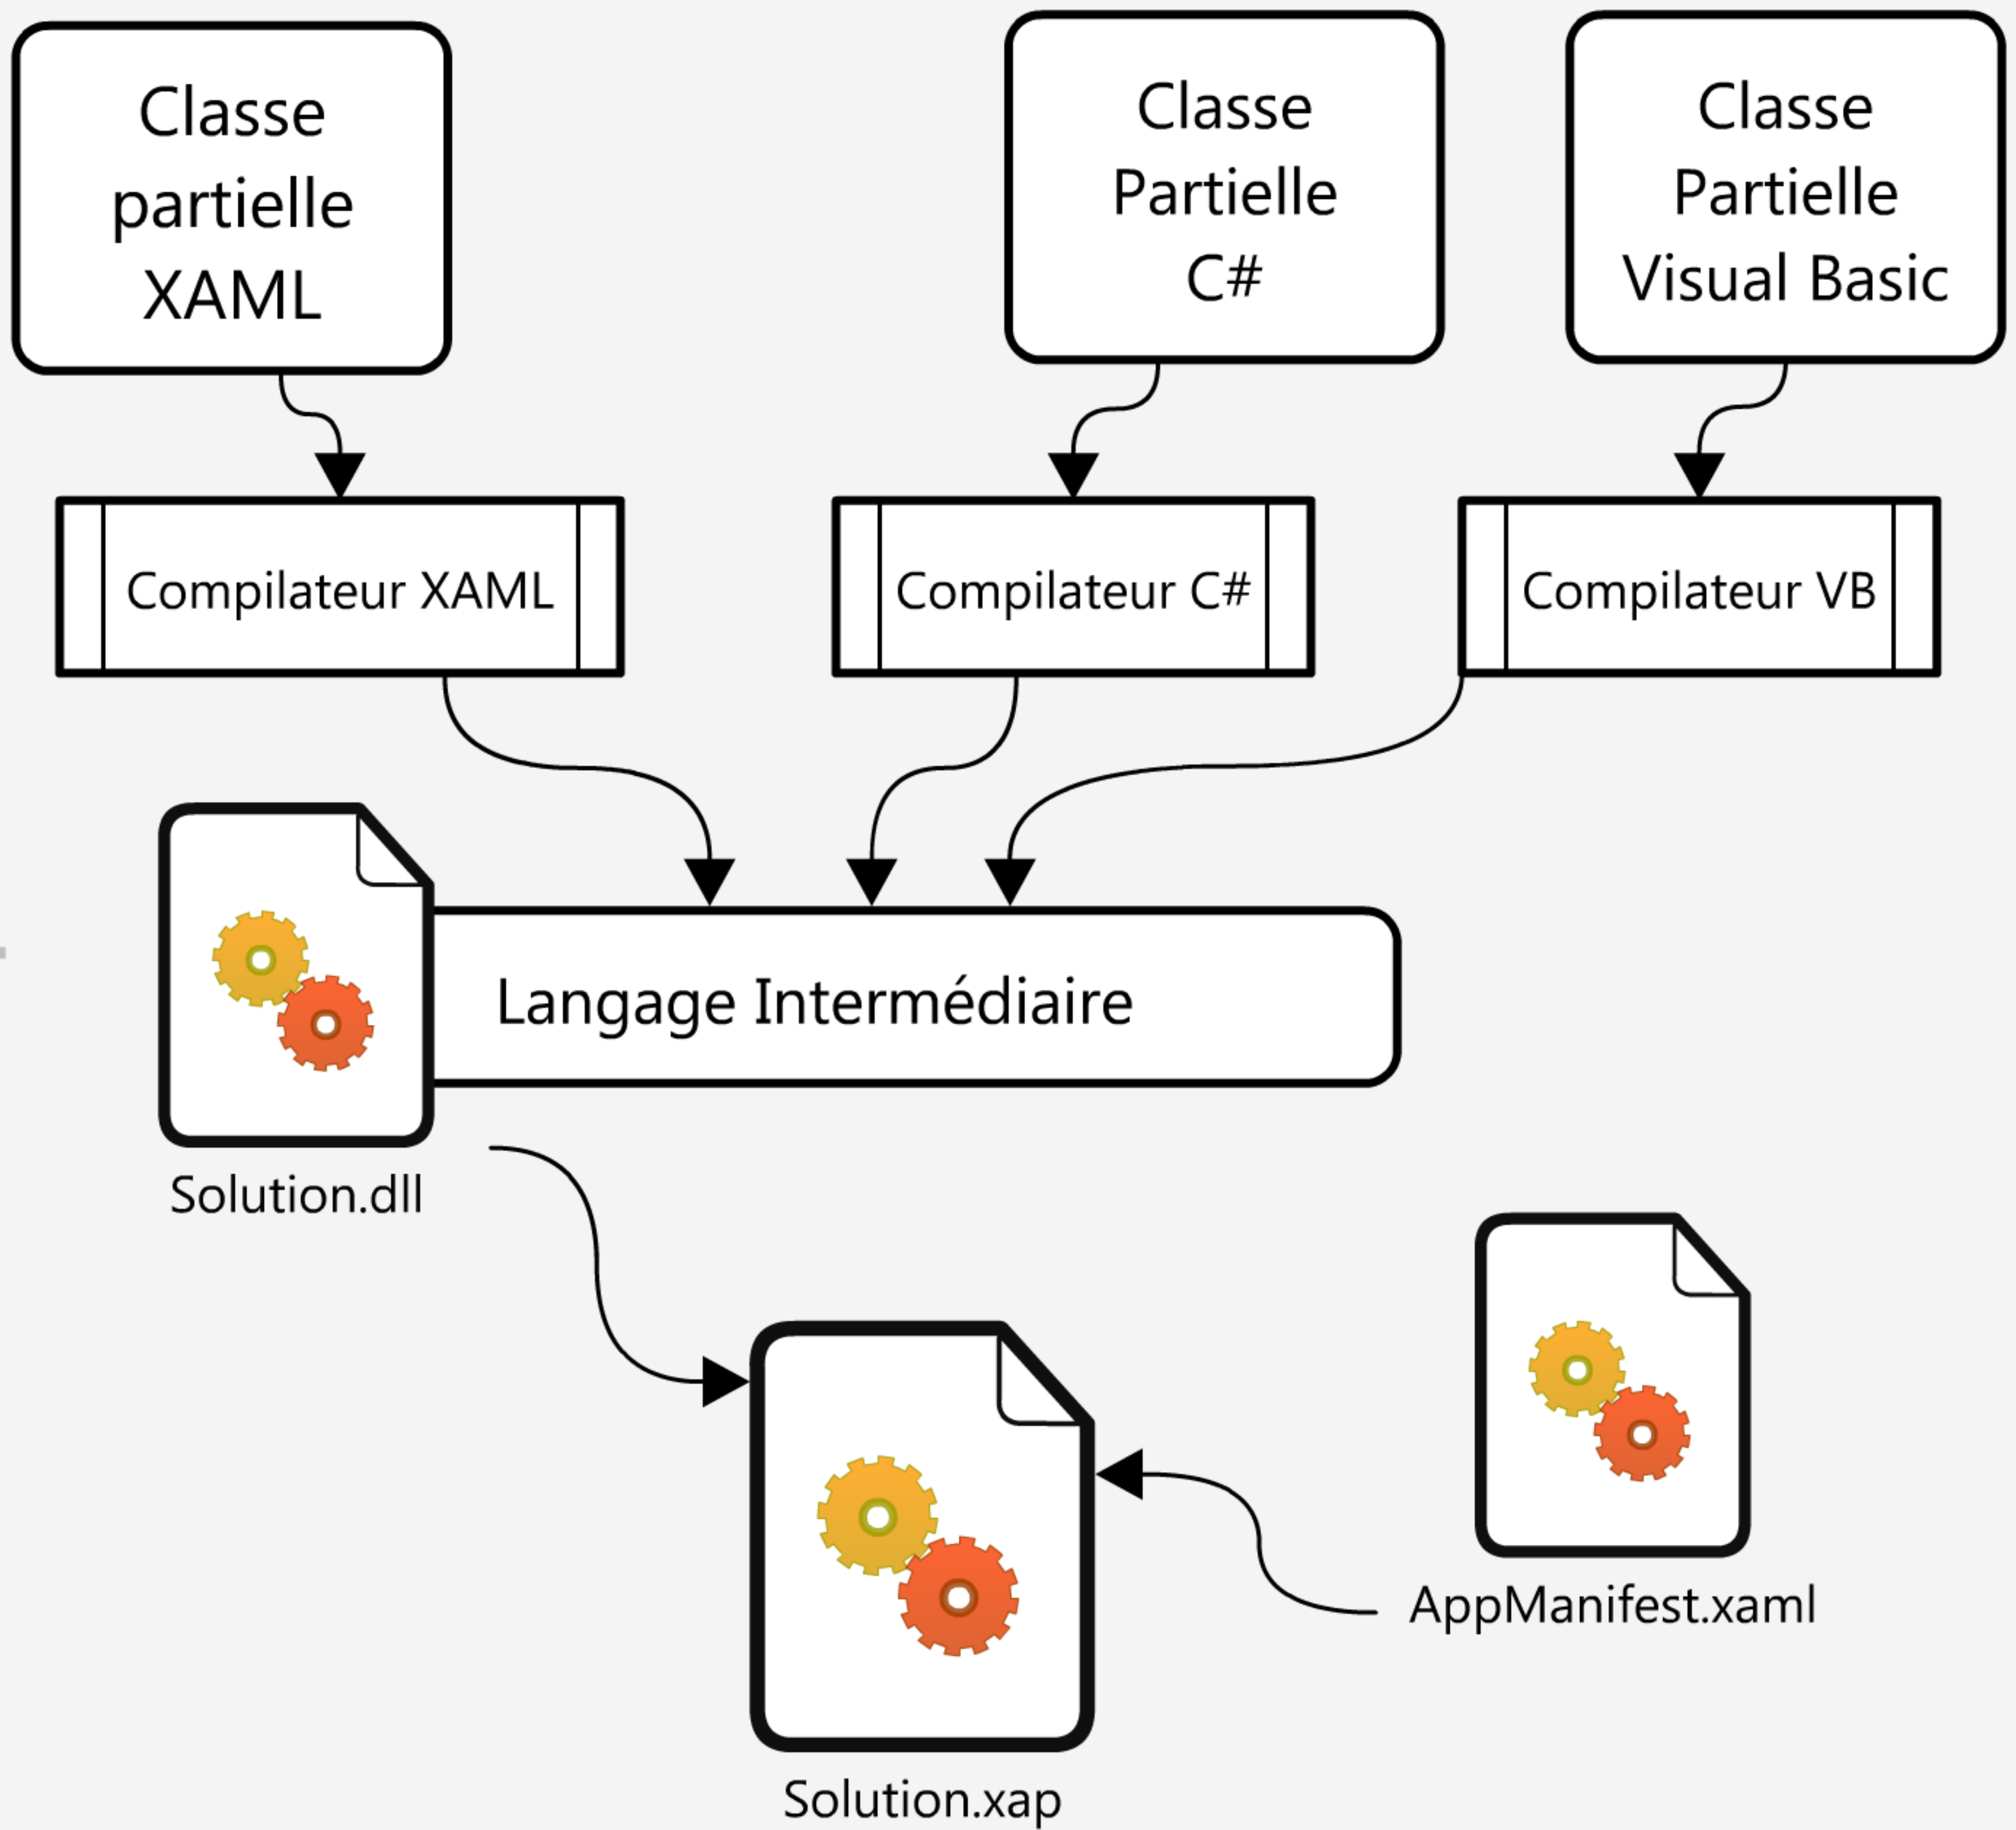 Classe
partielle
XAML
Classe
Partielle
C#
Classe
Partielle
Visual Basic
Compilateur XAML
Compilateur C#
Compilateur VB
Langage Intermédiaire
Solution.dll
AppManifest.xaml
Solution.xap